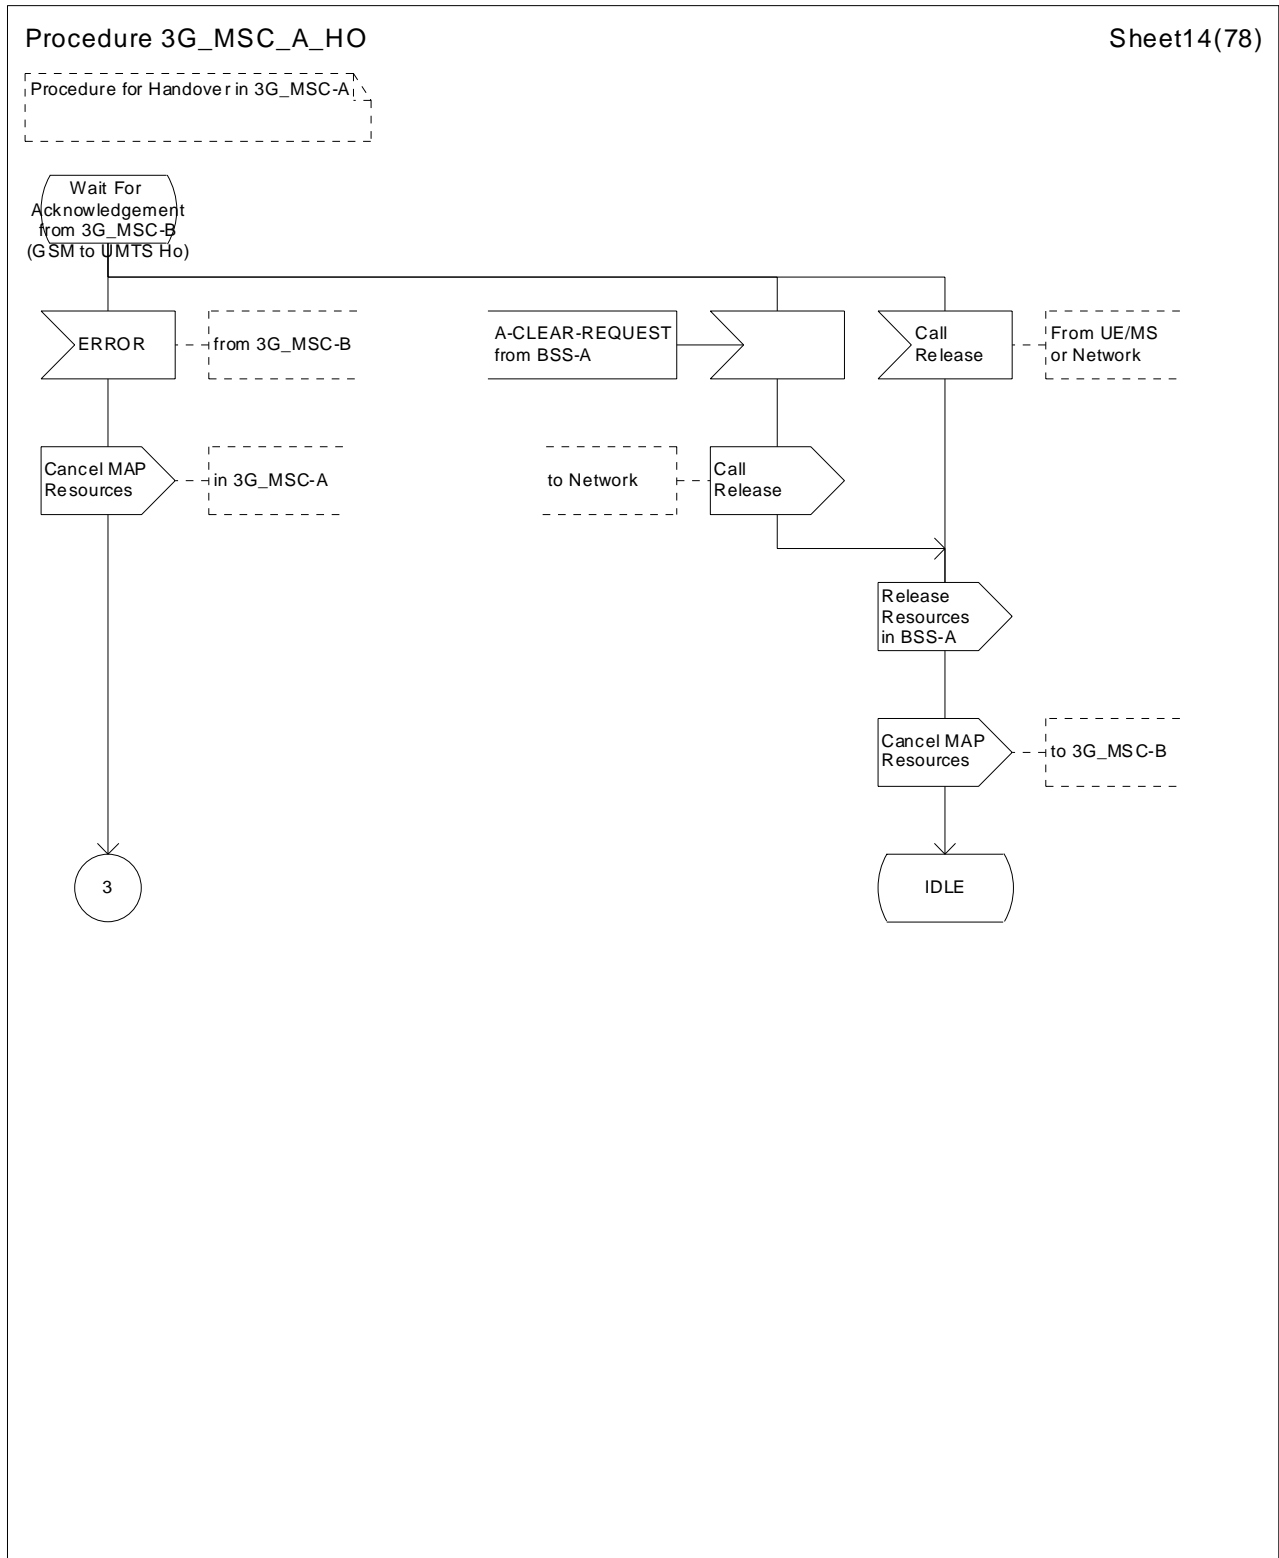 Procedure 3G_MSC_A_HO
Sheet14(78)
Procedure for Handover in 3G_MSC-A
Wait For
Acknowledgement
from 3G_MSC-B
(GSM to UMTS Ho)
ERROR
from 3G_MSC-B
A-CLEAR-REQUEST
from BSS-A
Call
Release
From UE/MS
or Network
Cancel MAP
Resources
in 3G_MSC-A
to Network
Call
Release
Release
Resources
in BSS-A
Cancel MAP
Resources
to 3G_MSC-B
3
IDLE